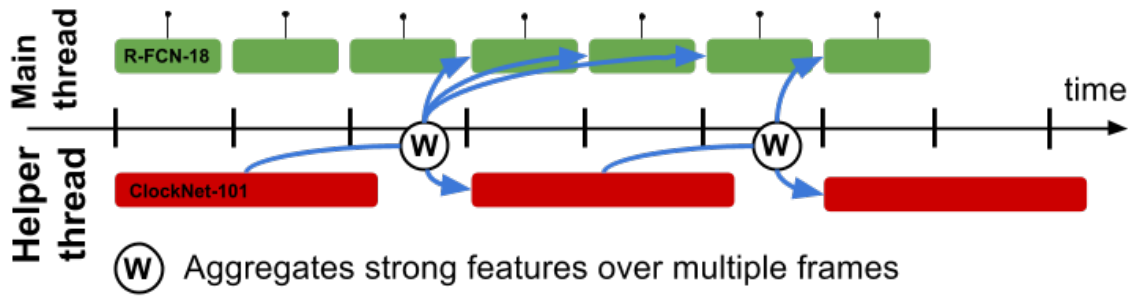 Main
thread
R-FCN-18
time
W
W
Helper
thread
ClockNet-101
W Aggregates strong features over multiple frames